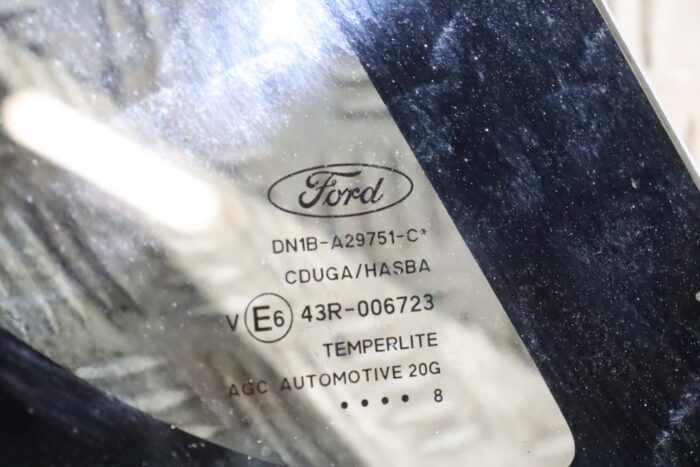 Ford
DN1B-A29751-C*
CDUGA/HASBA
V E6 43R-006723
TEMPERLITE
AGC AUTOMOTIVE 20G
•••• 8